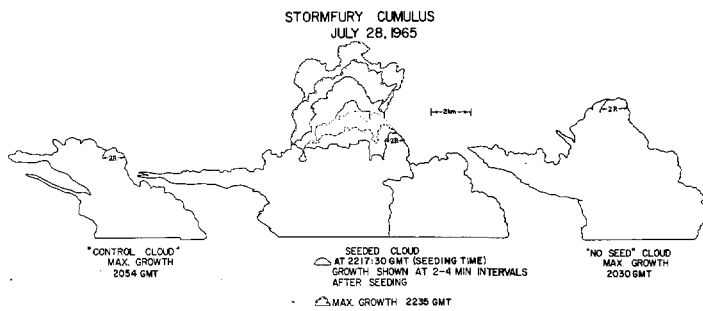 STORMFURY CUMULUS
JULY 28, 1965
2km
2R
2R
2R
"CONTROL CLOUD"
MAX. GROWTH
2054 GMT
SEEDED CLOUD
AT 2217:30 GMT (SEEDING TIME)
GROWTH SHOWN AT 2-4 MIN INTERVALS
AFTER SEEDING
MAX. GROWTH 2235 GMT
"NO SEED" CLOUD
MAX. GROWTH
2030 GMT